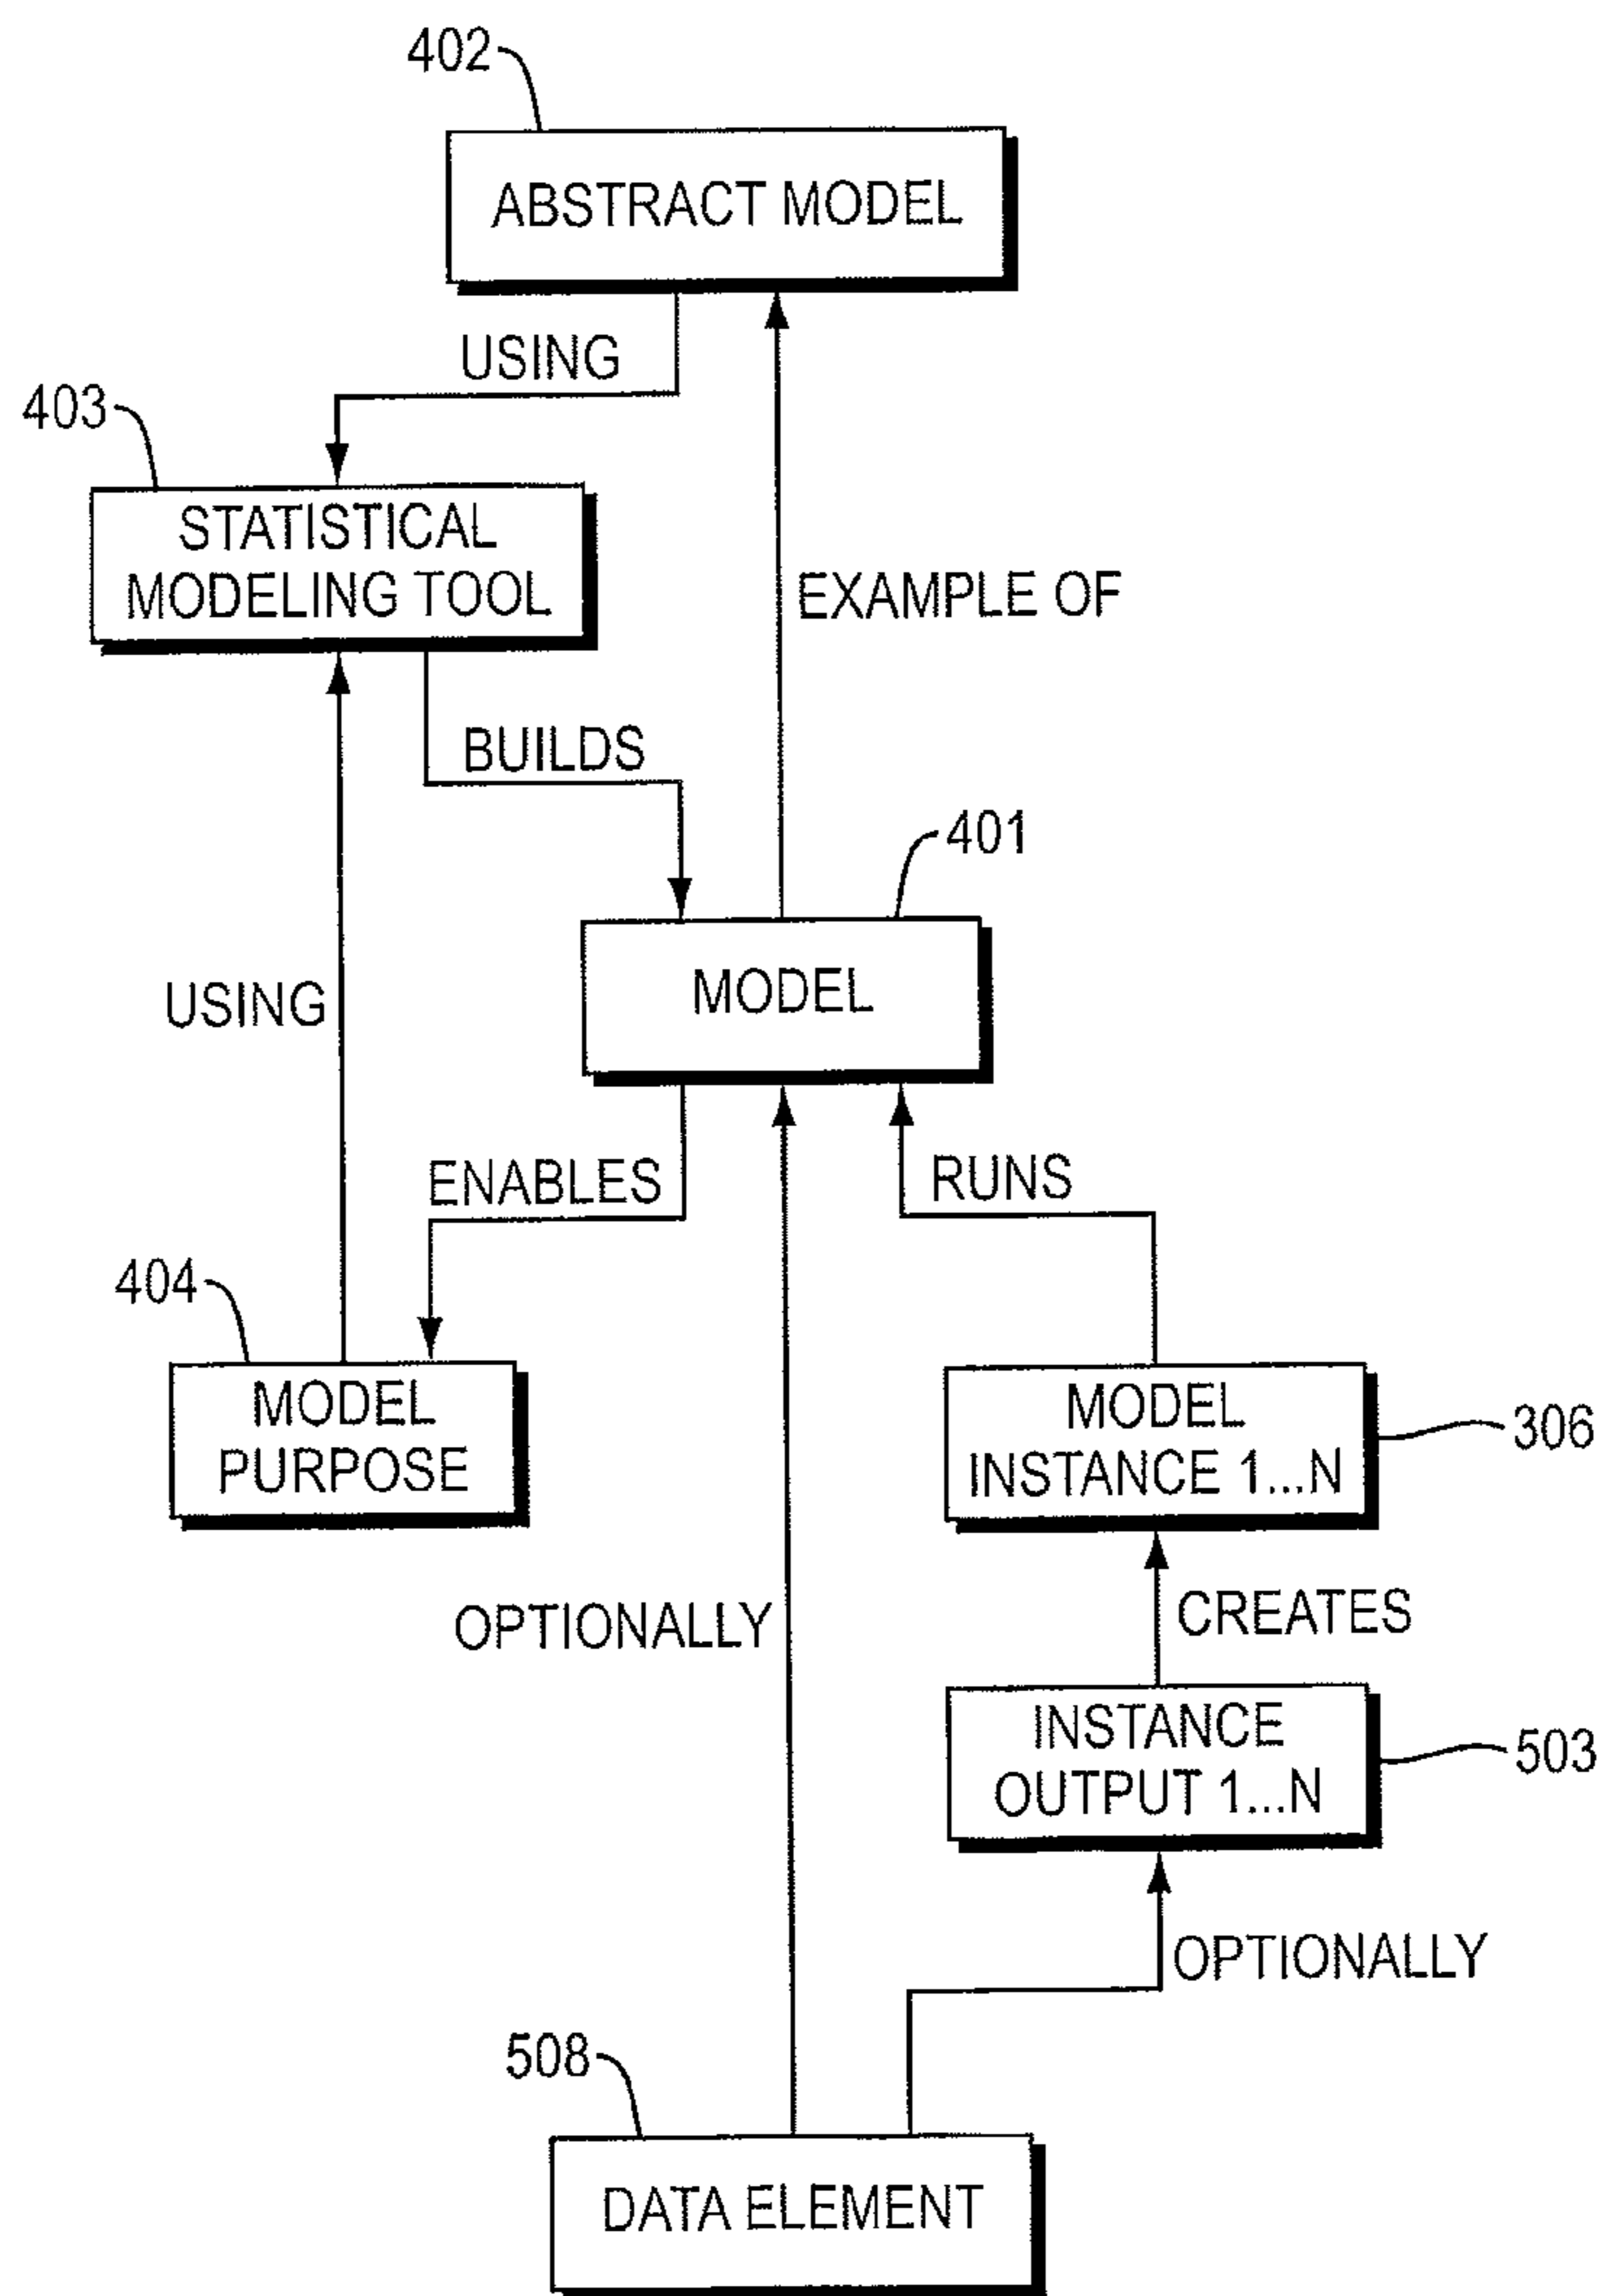 402
ABSTRACT MODEL
USING
403
STATISTICAL
MODELING TOOL
EXAMPLE OF
BUILDS
401
MODEL
USING
ENABLES
RUNS
404
MODEL
PURPOSE
MODEL
INSTANCE 1...N
306
OPTIONALLY
CREATES
INSTANCE
OUTPUT 1...N
503
OPTIONALLY
508
DATA ELEMENT